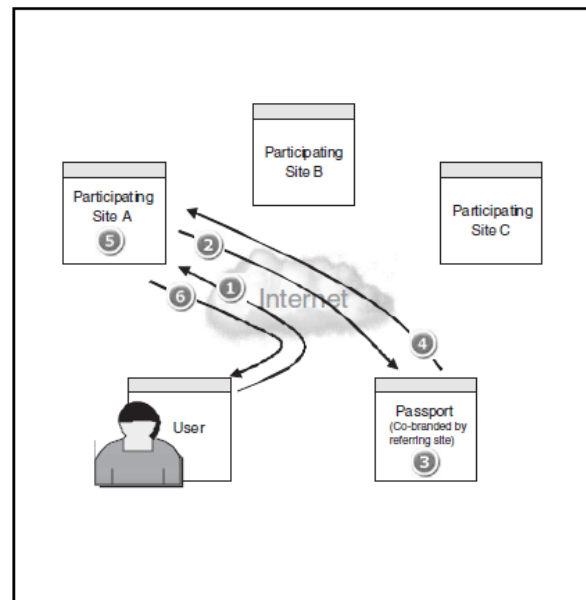 Participating
Site B
Participating
Site A
5
Participating
Site C
2
1
6
Internet
4
User
Passport
(Co-branded by
referring site)
3